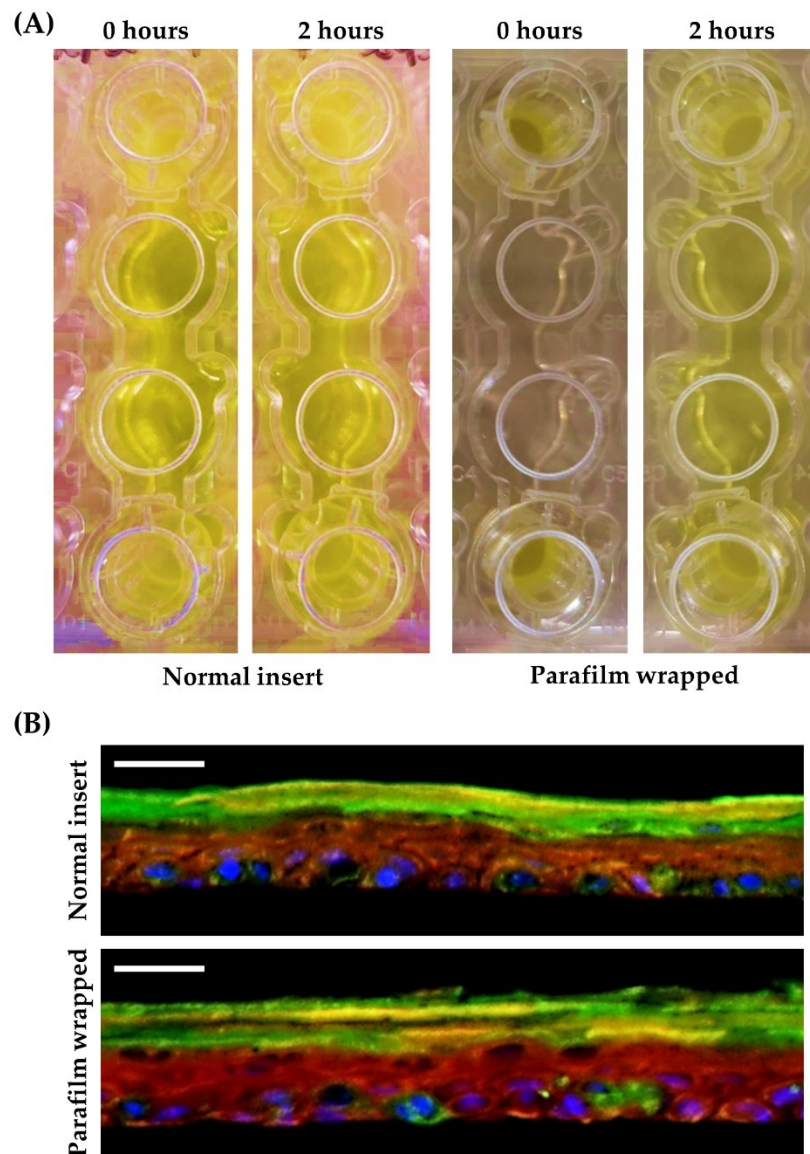 (A)
0 hours 2 hours 0 hours 2 hours
Normal insert Parafilm wrapped
(B)
Normal insert
Parafilm wrapped